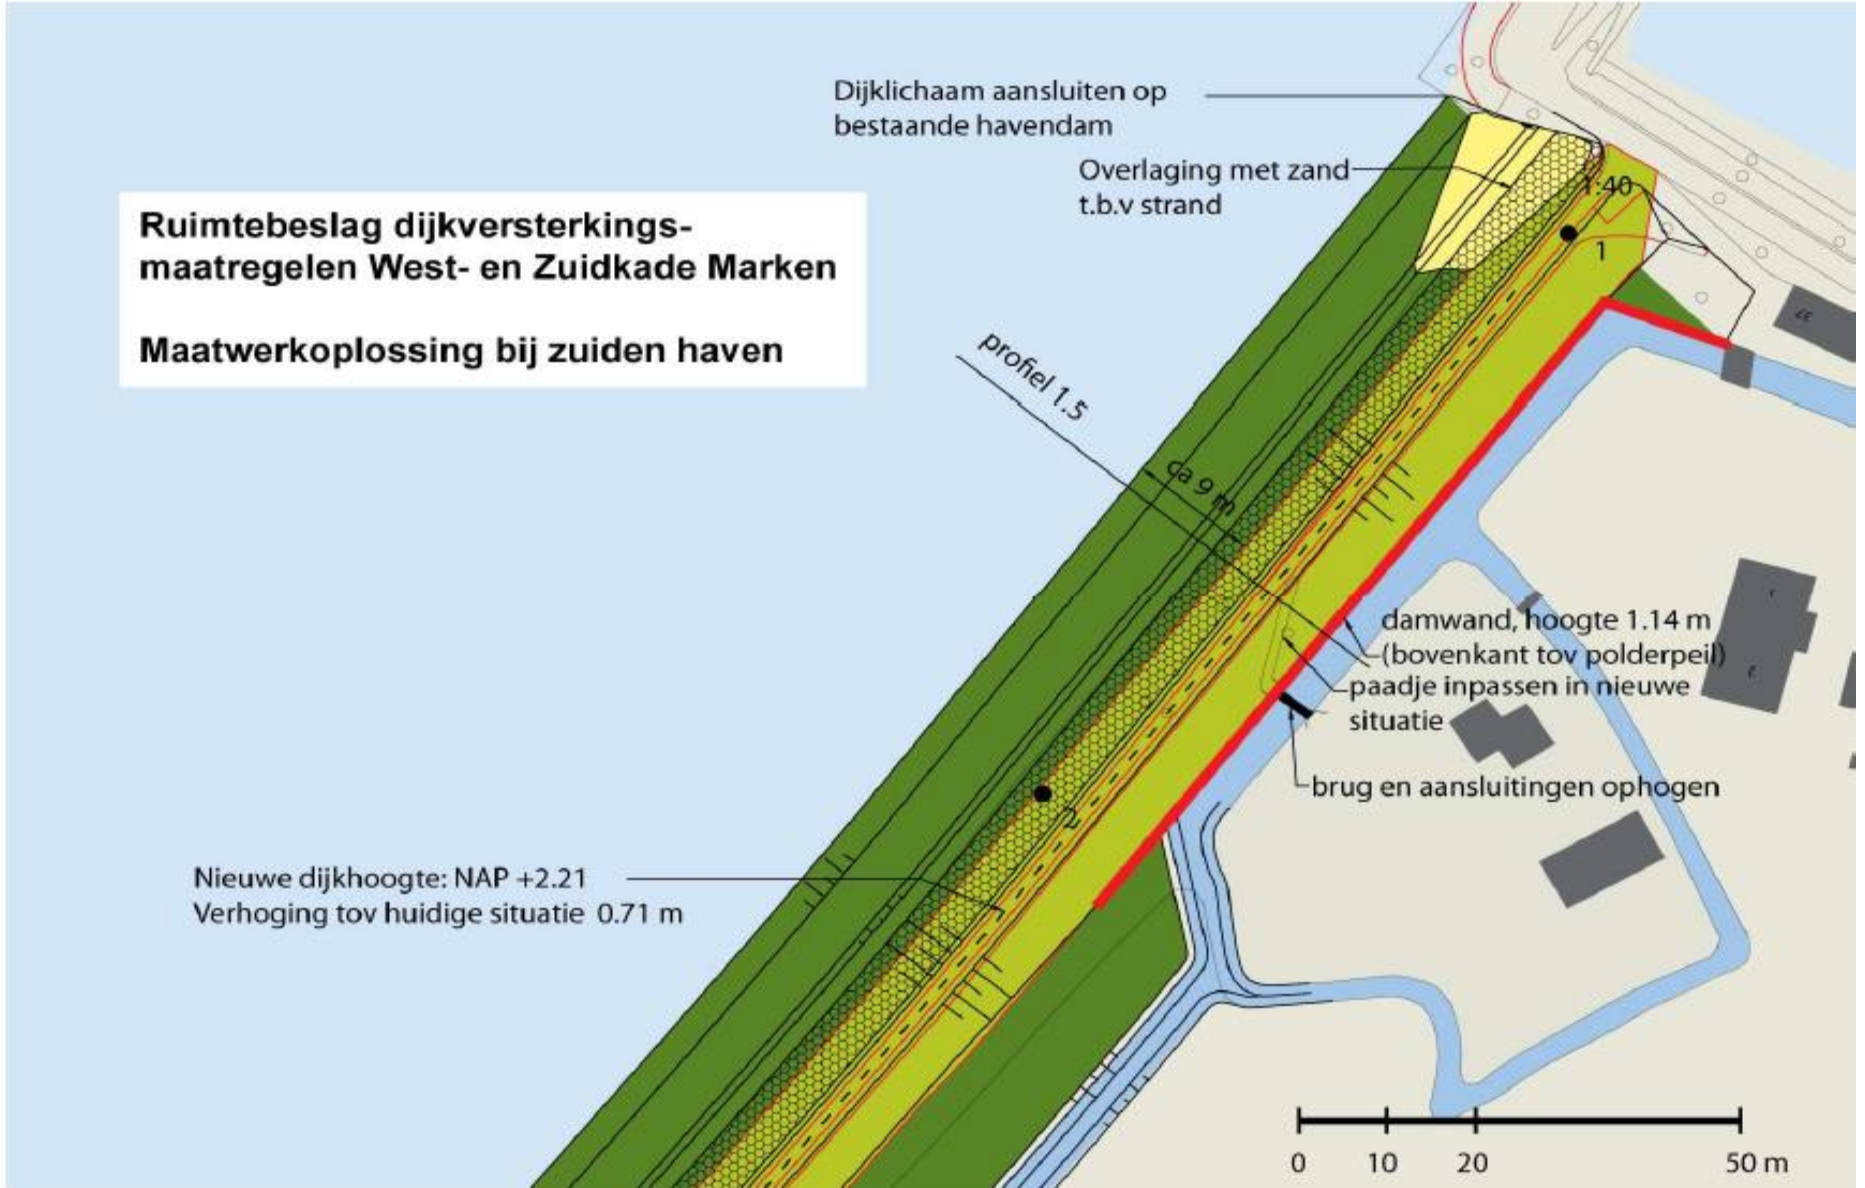 Dijklichaam aansluiten op
bestaande havendam
Overlaging met zand
t.b.v strand
1:40
1
Ruimtebeslag dijkversterkings-
maatregelen West- en Zuidkade Marken
Maatwerkoplossing bij zuiden haven
37
profiel 1.5
ca 9 m
damwand, hoogte 1.14 m
(bovenkant tov polderpeil)
paadje inpassen in nieuwe
situatie
brug en aansluitingen ophogen
1
2
2
Nieuwe dijkhoogte: NAP +2.21
Verhoging tov huidige situatie 0.71 m
0 10 20 50 m